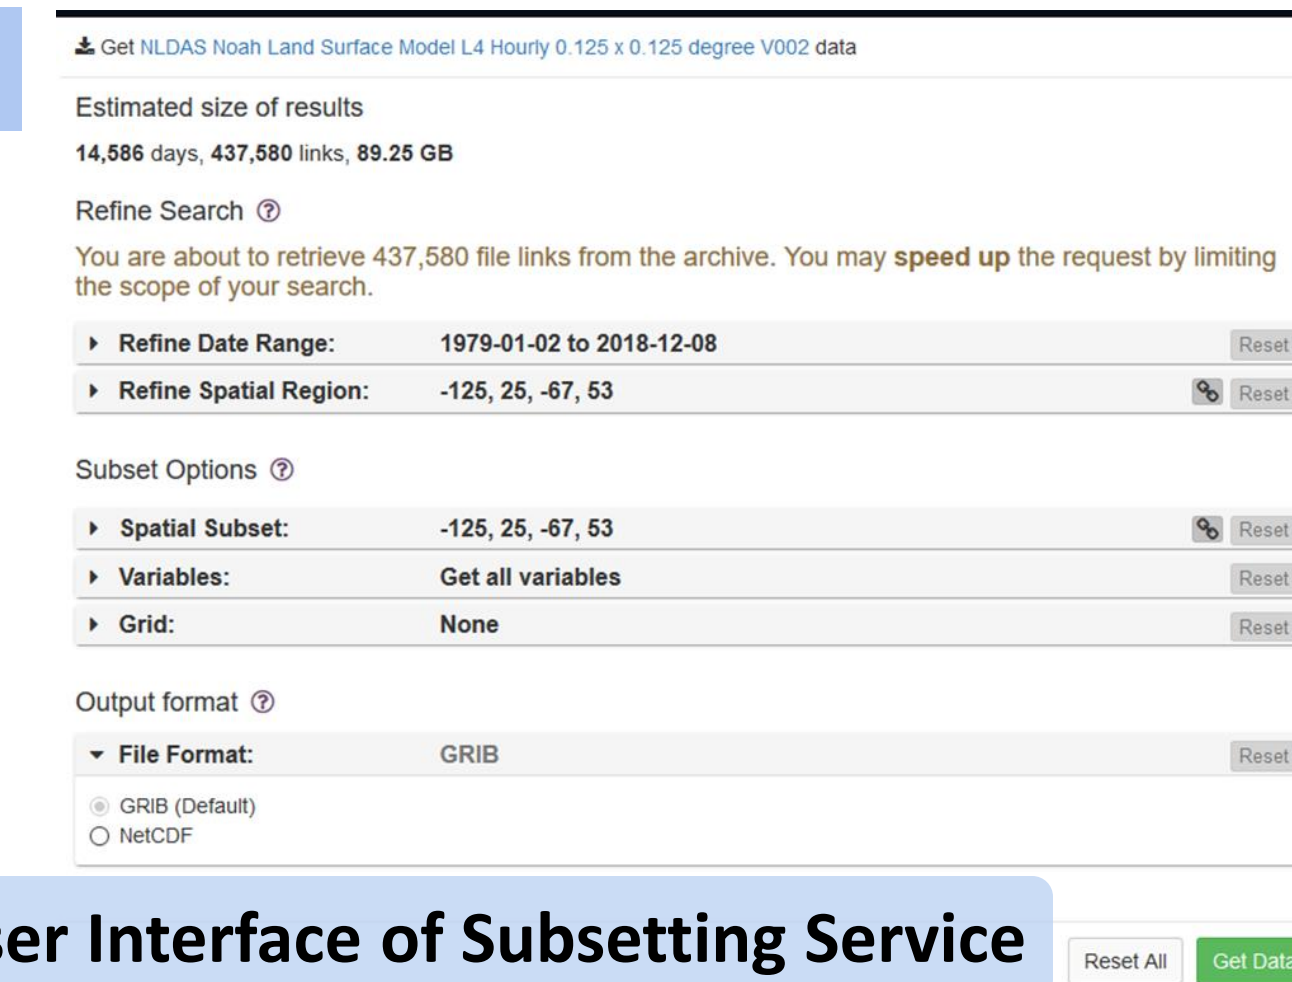 Get NLDAS Noah Land Surface Model L4 Hourly 0.125 x 0.125 degree V002 data
Estimated size of results
14,586 days, 437,580 links, 89.25 GB
Refine Search ?
You are about to retrieve 437,580 file links from the archive. You may speed up the request by limiting
the scope of your search.
Refine Date Range: 1979-01-02 to 2018-12-08 Reset
Refine Spatial Region: -125, 25, -67, 53 Reset
Subset Options ?
Spatial Subset: -125, 25, -67, 53 Reset
Variables: Get all variables Reset
Grid: None Reset
Output format ?
File Format: GRIB Reset
GRIB (Default)
NetCDF
ser Interface of Subsetting Service
Reset All Get Data